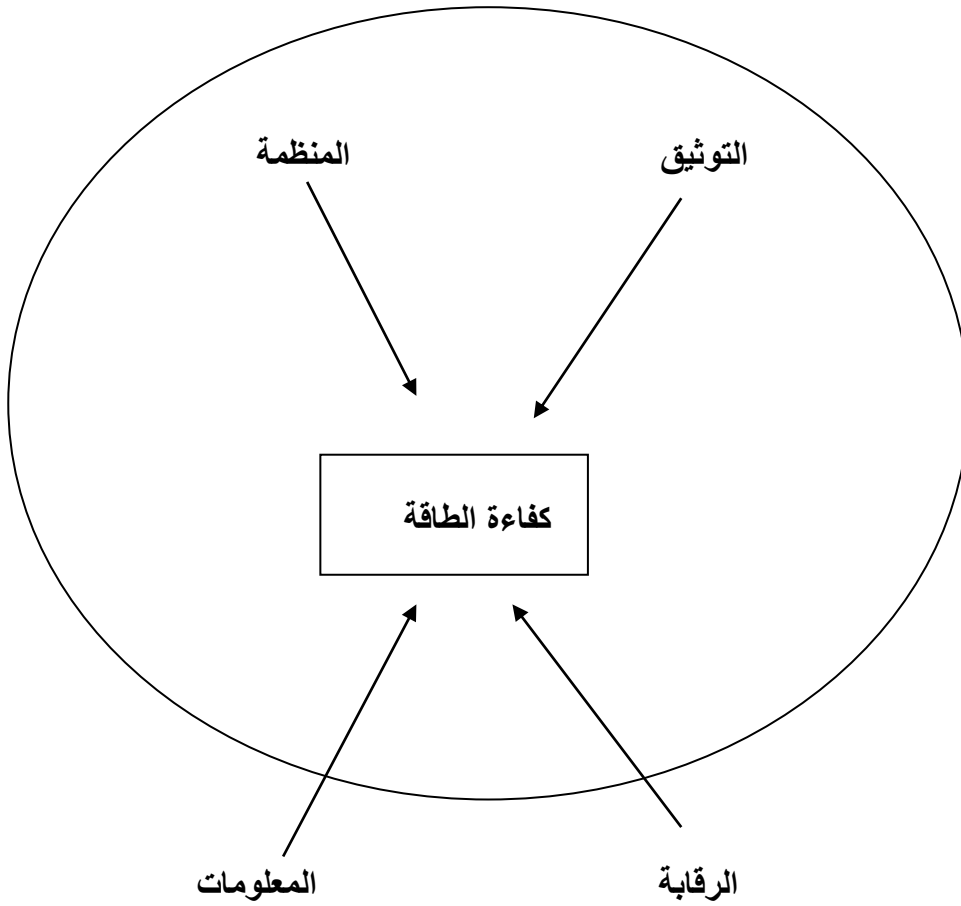 التوثيق
المنظمة
كفاءة الطاقة
الرقابة
المعلومات